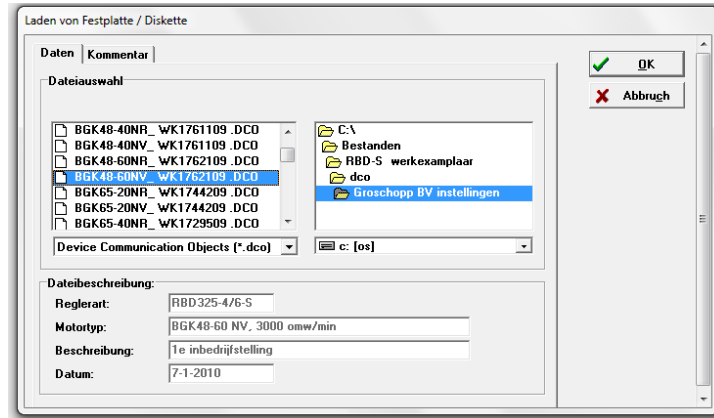 Laden von Festplatte / Diskette
Daten
Kommentar
OK
Abbruch
Dateiauswahl
BGK48-40NR_ WK1761109 .DCO
BGK48-40NV_ WK1761109 .DCO
BGK48-60NR_ WK1762109 .DCO
BGK48-60NV_ WK1762109 .DCO
BGK65-20NR_ WK1744209 .DCO
BGK65-20NV_ WK1744209 .DCO
BGK65-40NR_ WK1729509 .DCO
C:\
Bestanden
RBD-S werkexamplaar
dco
Groschopp BV instellingen
Device Communication Objects (*.dco)
c: [os]
Dateibeschreibung:
Reglerart: RBD325-4/6-S
Motortyp: BGK48-60 NV, 3000 omw/min
Beschreibung: 1e inbedrijfstelling
Datum: 7-1-2010